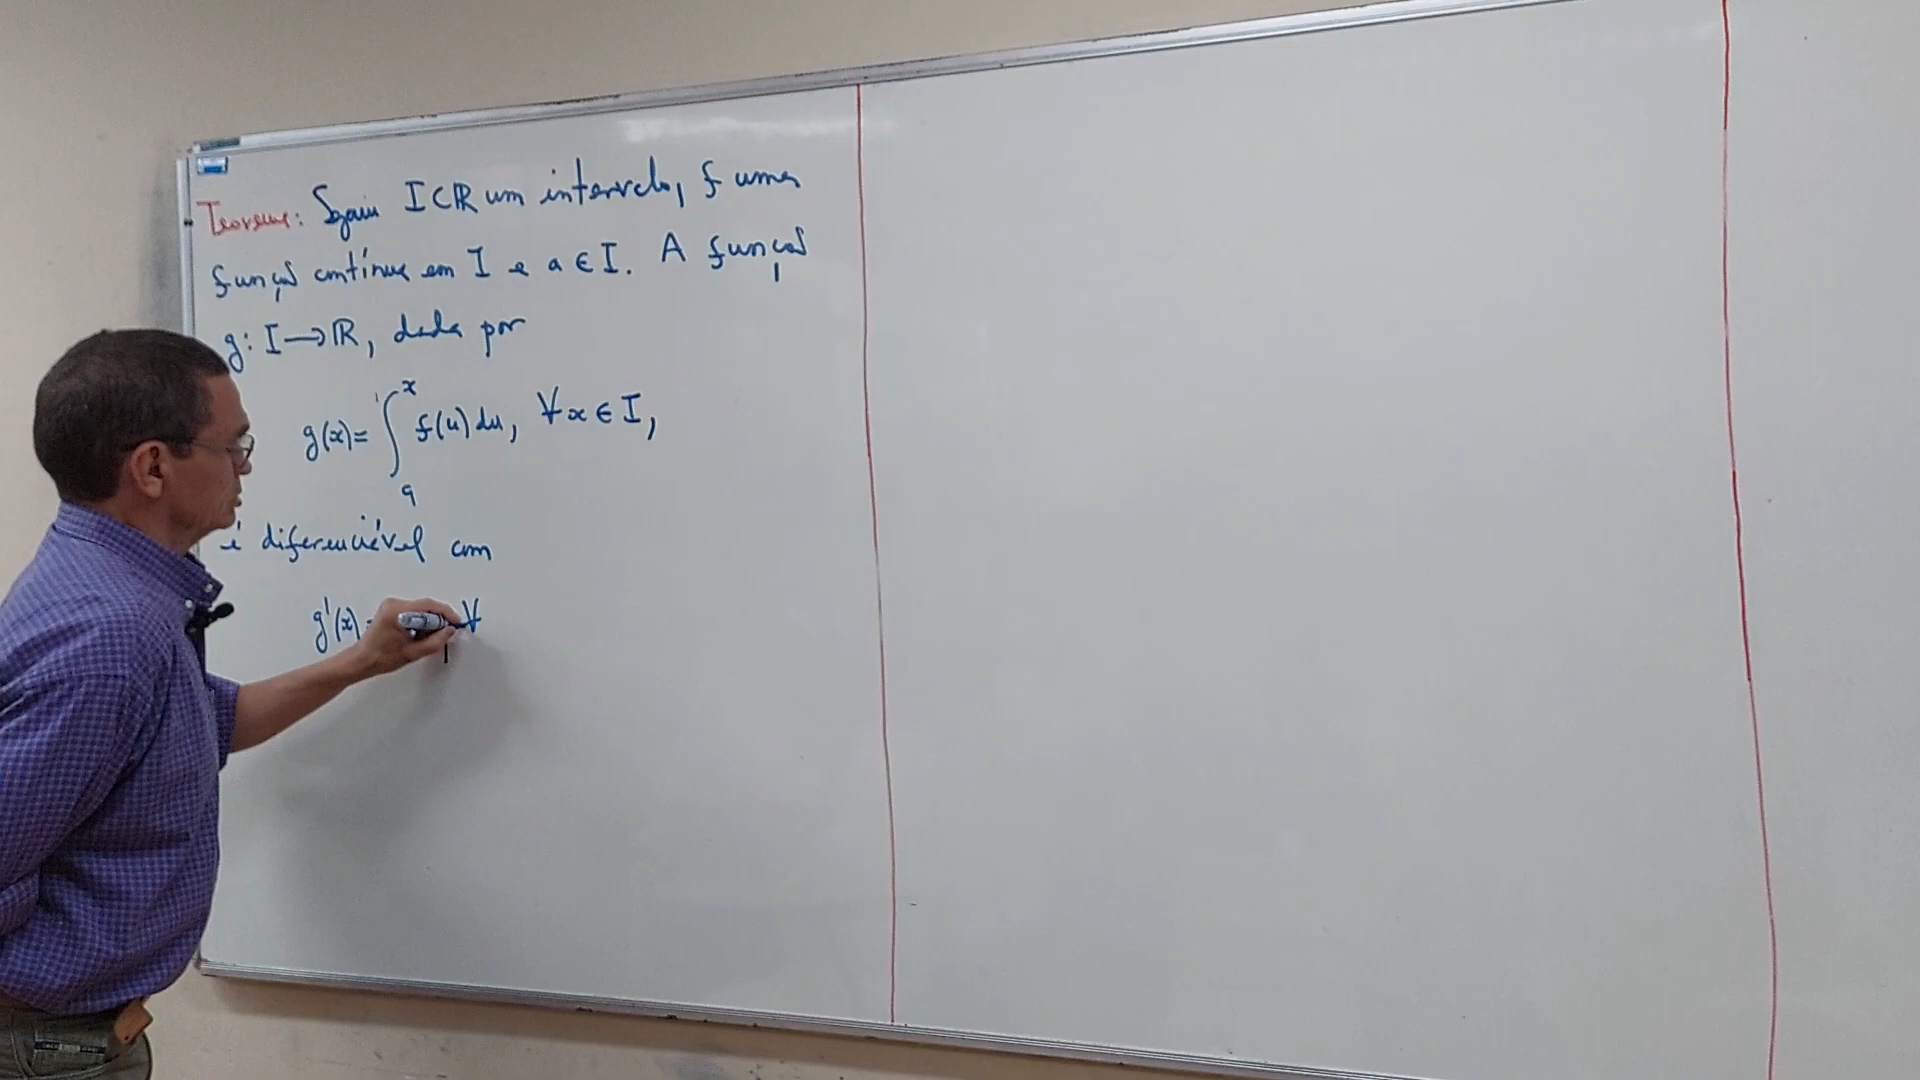 Teorema: Sejam I ⊂ ℝ um intervalo, f uma
função contínua em I e a ∈ I. A função
g: I → ℝ, dada por
g(x) = ∫ₐˣ f(u) du, ∀ x ∈ I,
é diferenciável com
g'(x) = , ∀